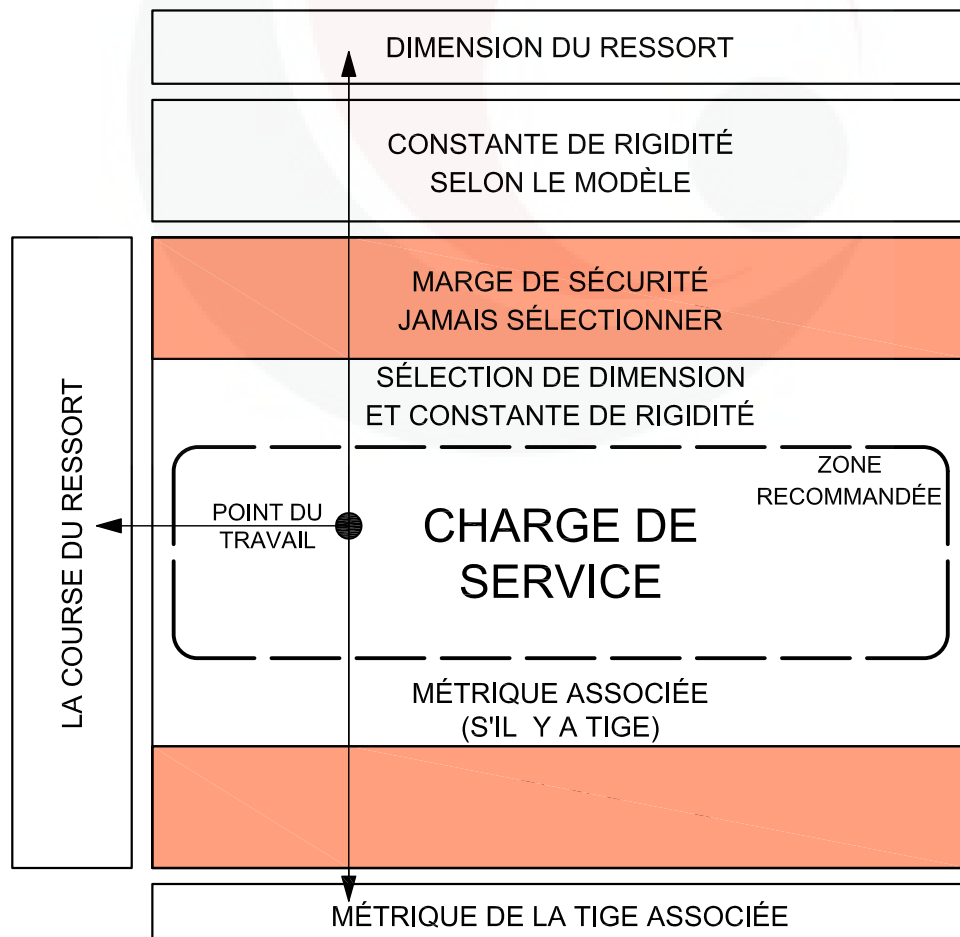 DIMENSION DU RESSORT
CONSTANTE DE RIGIDITÉ
SELON LE MODÈLE
MARGE DE SÉCURITÉ
JAMAIS SÉLECTIONNER
SÉLECTION DE DIMENSION
ET CONSTANTE DE RIGIDITÉ
LA COURSE DU RESSORT
ZONE
RECOMMANDÉE
POINT DU
TRAVAIL
CHARGE DE
SERVICE
MÉTRIQUE ASSOCIÉE
(S'IL Y A TIGE)
MÉTRIQUE DE LA TIGE ASSOCIÉE